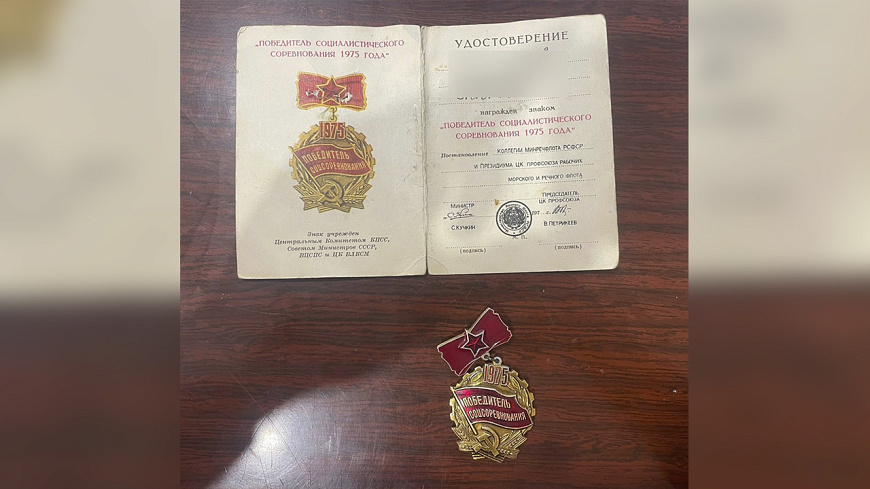 "ПОБЕДИТЕЛЬ СОЦИАЛИСТИЧЕСКОГО
СОРЕВНОВАНИЯ 1975 ГОДА"
1975
ПОБЕДИТЕЛЬ
СОЦСОРЕВНОВАНИЯ
Знак учрежден
Центральным Комитетом КПСС,
Советом Министров СССР,
ВЦСПС и ЦК ВЛКСМ
УДОСТОВЕРЕНИЕ
награжден знаком
"ПОБЕДИТЕЛЬ СОЦИАЛИСТИЧЕСКОГО
СОРЕВНОВАНИЯ 1975 ГОДА"
Постановление КОЛЛЕГИИ МИНРЕЧФЛОТА РСФСР
И ПРЕЗИДИУМА ЦК ПРОФСОЮЗА РАБОЧИХ
МОРСКОГО И РЕЧНОГО ФЛОТА
МИНИСТР
ПРЕДСЕДАТЕЛЬ
ЦК ПРОФСОЮЗА
197 г.
С.КУЧКИН
М. П.
В.ПЕТРИКЕЕВ
(подпись)
(подпись)
1975
ПОБЕДИТЕЛЬ
СОЦСОРЕВНОВАНИЯ